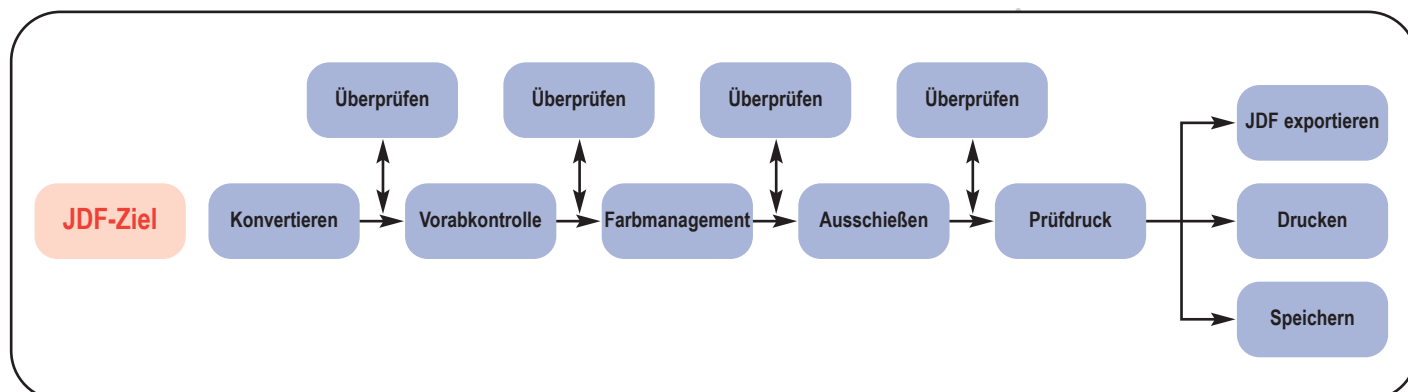 Überprüfen
Überprüfen
Überprüfen
Überprüfen
JDF exportieren
JDF-Ziel
Konvertieren
Vorabkontrolle
Farbmanagement
Ausschießen
Prüfdruck
Drucken
Speichern